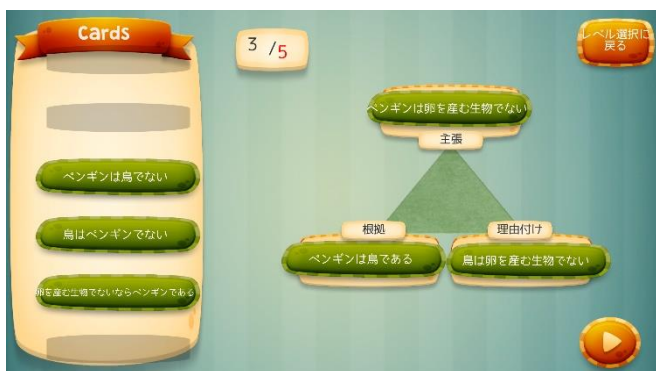 Cards
3 /5
レベル選択に
戻る
ペンギンは卵を産む生物でない
主張
ペンギンは鳥でない
鳥はペンギンでない
卵を産む生物でないならペンギンである
根拠
理由付け
ペンギンは鳥である
鳥は卵を産む生物でない